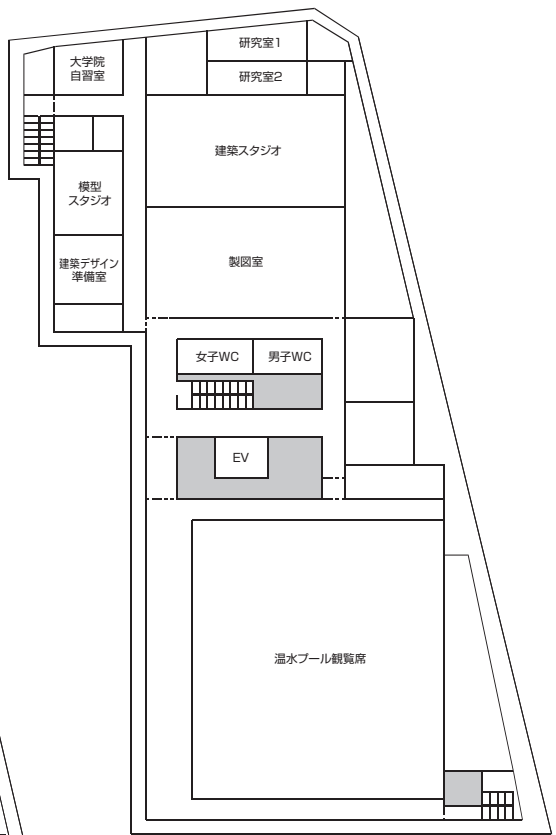 研究室1
大学院
自習室
研究室2
建築スタジオ
模型
スタジオ
建築デザイン
準備室
製図室
女子WC
男子WC
EV
温水プール観覧席